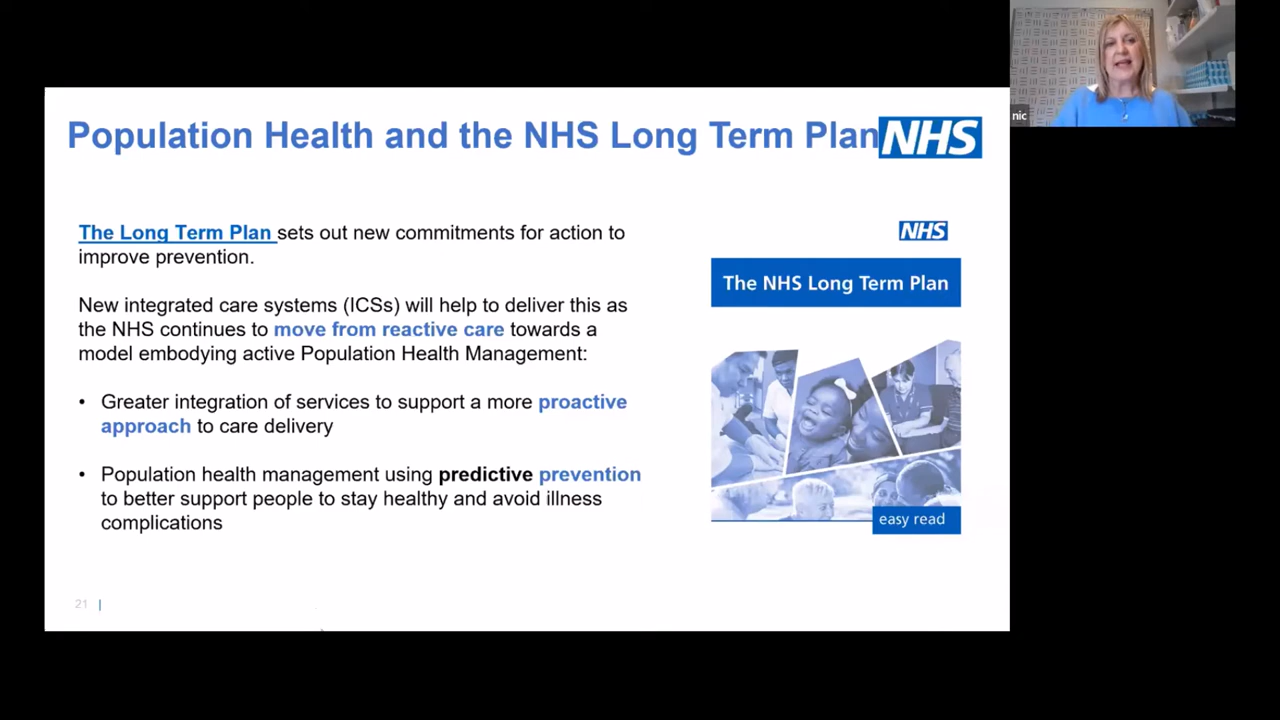 nic
Population Health and the NHS Long Term Plan
NHS
The Long Term Plan sets out new commitments for action to
improve prevention.
New integrated care systems (ICSs) will help to deliver this as
the NHS continues to move from reactive care towards a
model embodying active Population Health Management:
• Greater integration of services to support a more proactive
approach to care delivery
• Population health management using predictive prevention
to better support people to stay healthy and avoid illness
complications
NHS
The NHS Long Term Plan
easy read
21 |